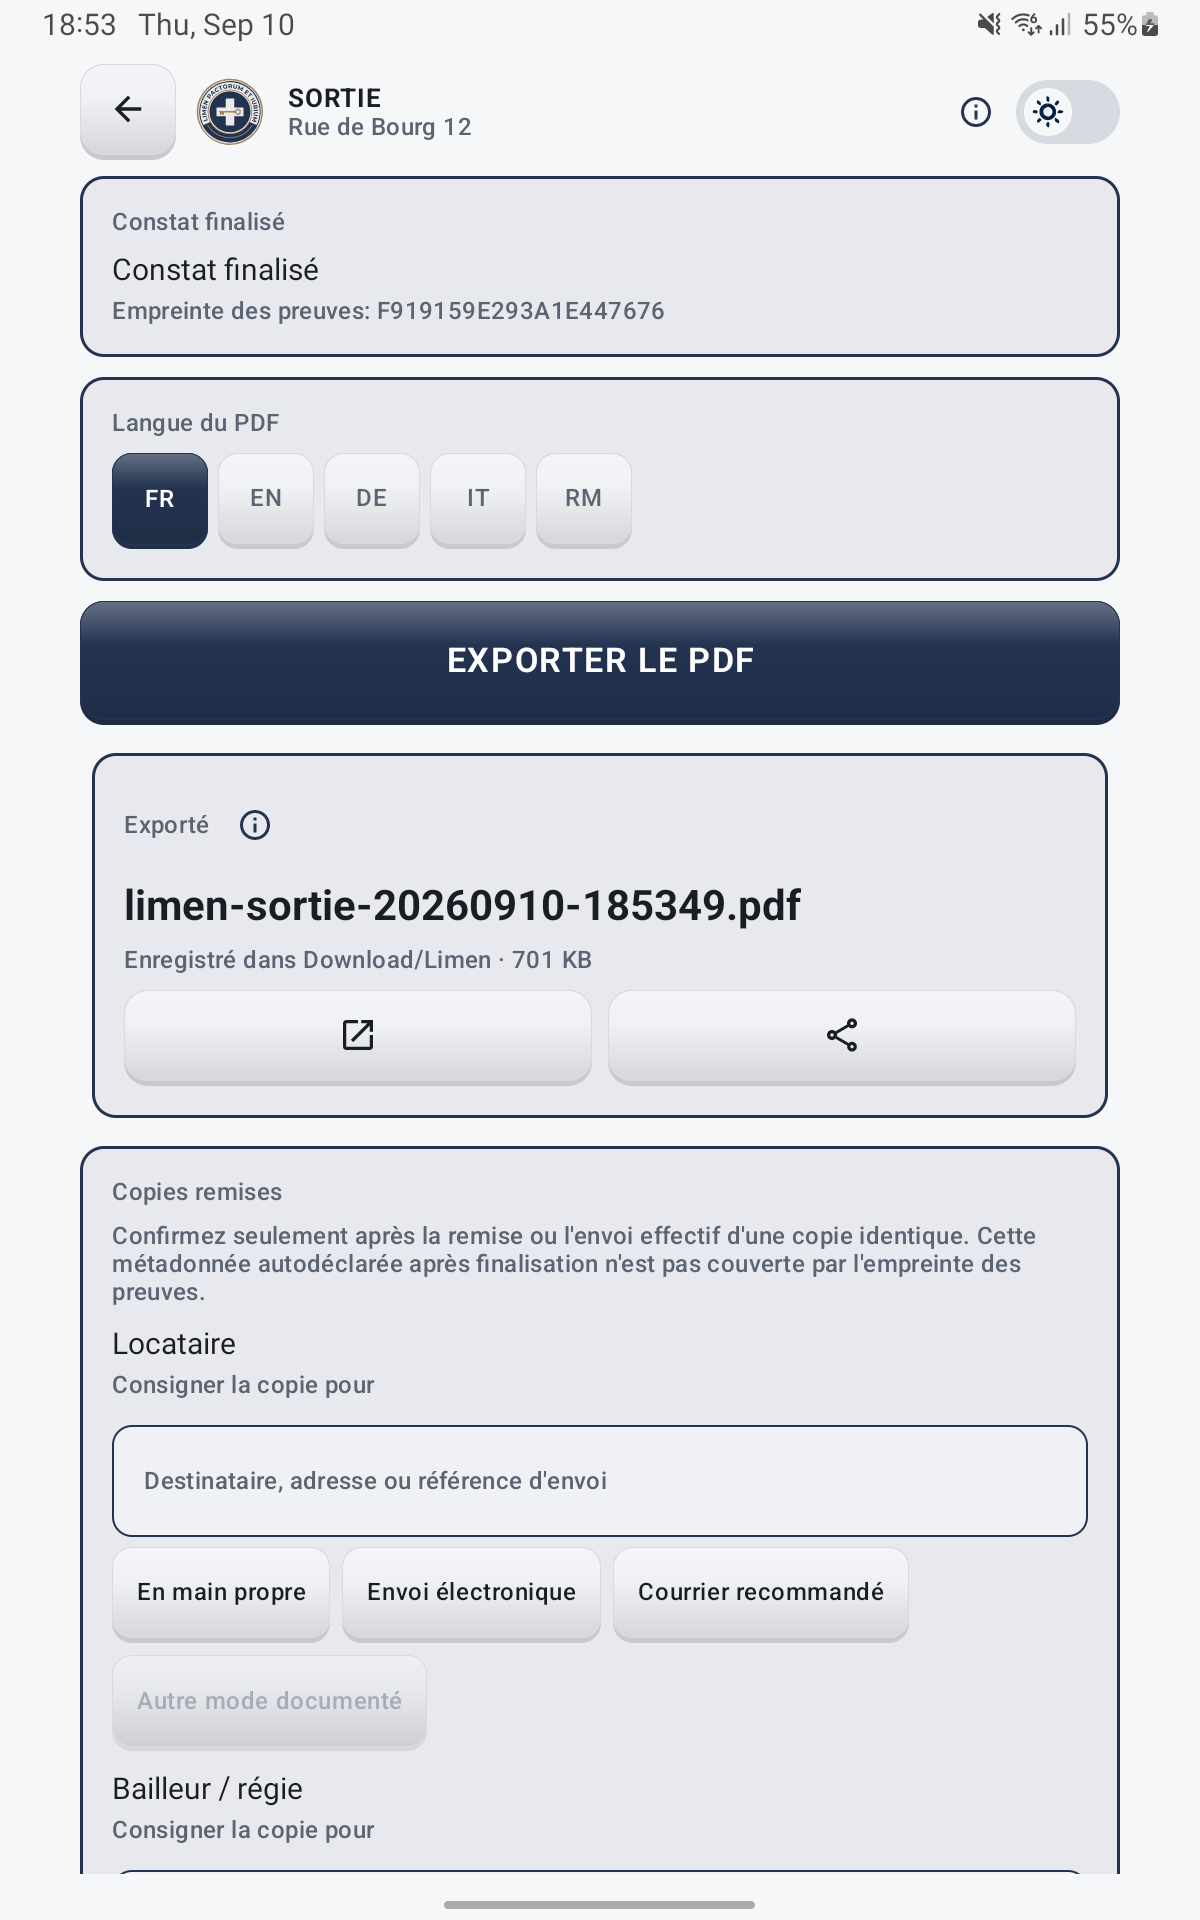 18:53 Thu, Sep 10
55%
LIMEN PACTORUM ET IURIUM
SORTIE
Rue de Bourg 12
Constat finalisé
Constat finalisé
Empreinte des preuves: F919159E293A1E447676
Langue du PDF
FR EN DE IT RM
EXPORTER LE PDF
Exporté
limen-sortie-20260910-185349.pdf
Enregistré dans Download/Limen · 701 KB
Copies remises
Confirmez seulement après la remise ou l'envoi effectif d'une copie identique. Cette
métadonnée autodéclarée après finalisation n'est pas couverte par l'empreinte des
preuves.
Locataire
Consigner la copie pour
Destinataire, adresse ou référence d'envoi
En main propre Envoi électronique Courrier recommandé
Autre mode documenté
Bailleur / régie
Consigner la copie pour